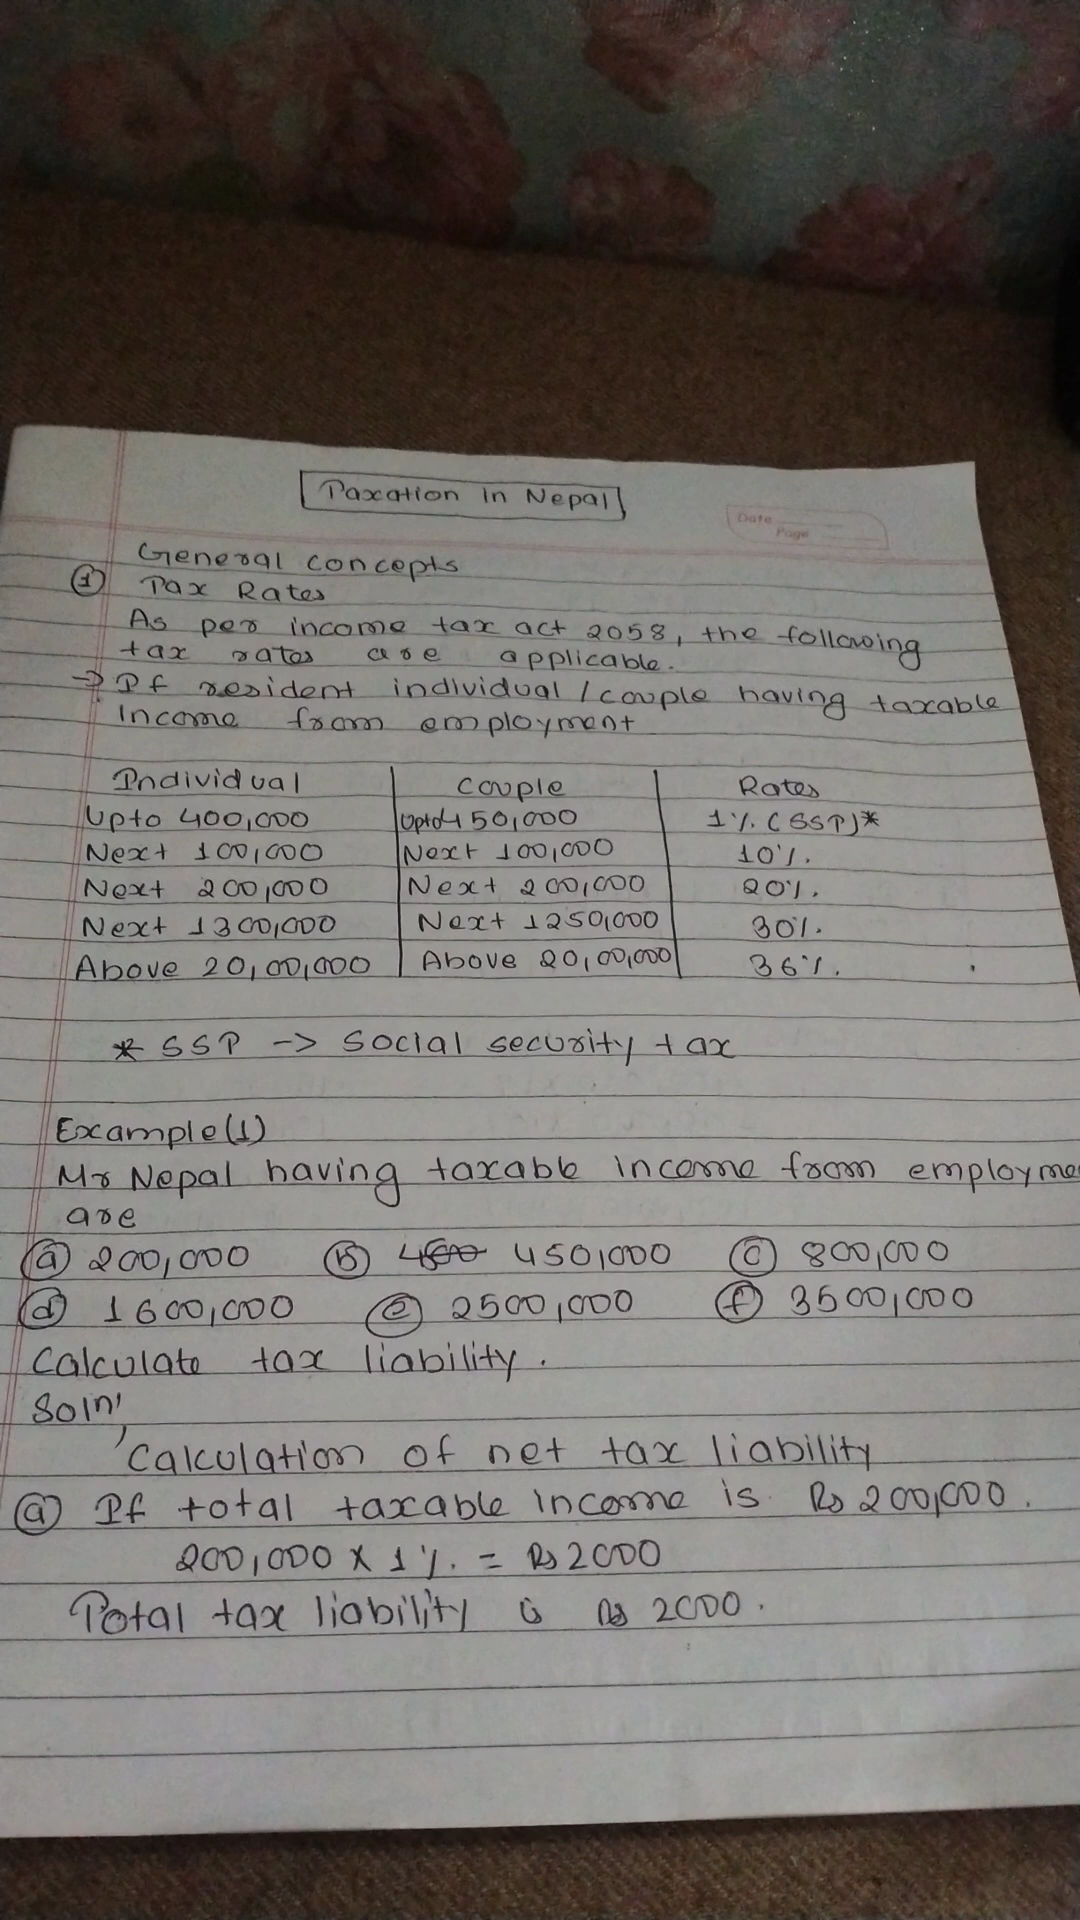 Taxation in Nepal
Date
Page
General concepts
① Tax Rates
As per income tax act 2058, the following
tax rates are applicable.
→ If resident individual / couple having taxable
Income from employment
Individual | couple | Rates
Upto 400,000 | Upto 450,000 | 1% (SST)*
Next 100,000 | Next 100,000 | 10%.
Next 200,000 | Next 200,000 | 20%.
Next 1300,000 | Next 1250,000 | 30%.
Above 20,00,000 | Above 20,00,000 | 36%.
* SST -> Social security tax
Example (1)
Mr Nepal having taxable income from employme
are
ⓐ 200,000 ⓑ 450,000 ⓒ 800,000
ⓓ 1600,000 ⓔ 2500,000 ⓕ 3500,000
Calculate tax liability.
Soln',
Calculation of net tax liability
ⓐ If total taxable income is Rs 200,000.
200,000 X 1%. = Rs 2000
Total tax liability is Rs 2000.